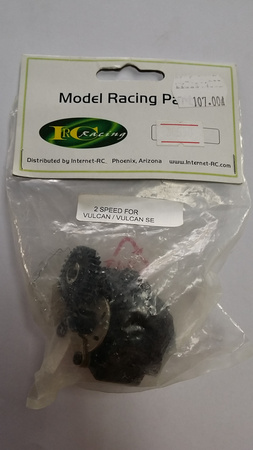 Model Racing Pa
107.00A
IRC Racing
Distributed by Internet-RC. Phoenix, Arizona www.Internet-RC.com
2 SPEED FOR
VULCAN / VULCAN SE